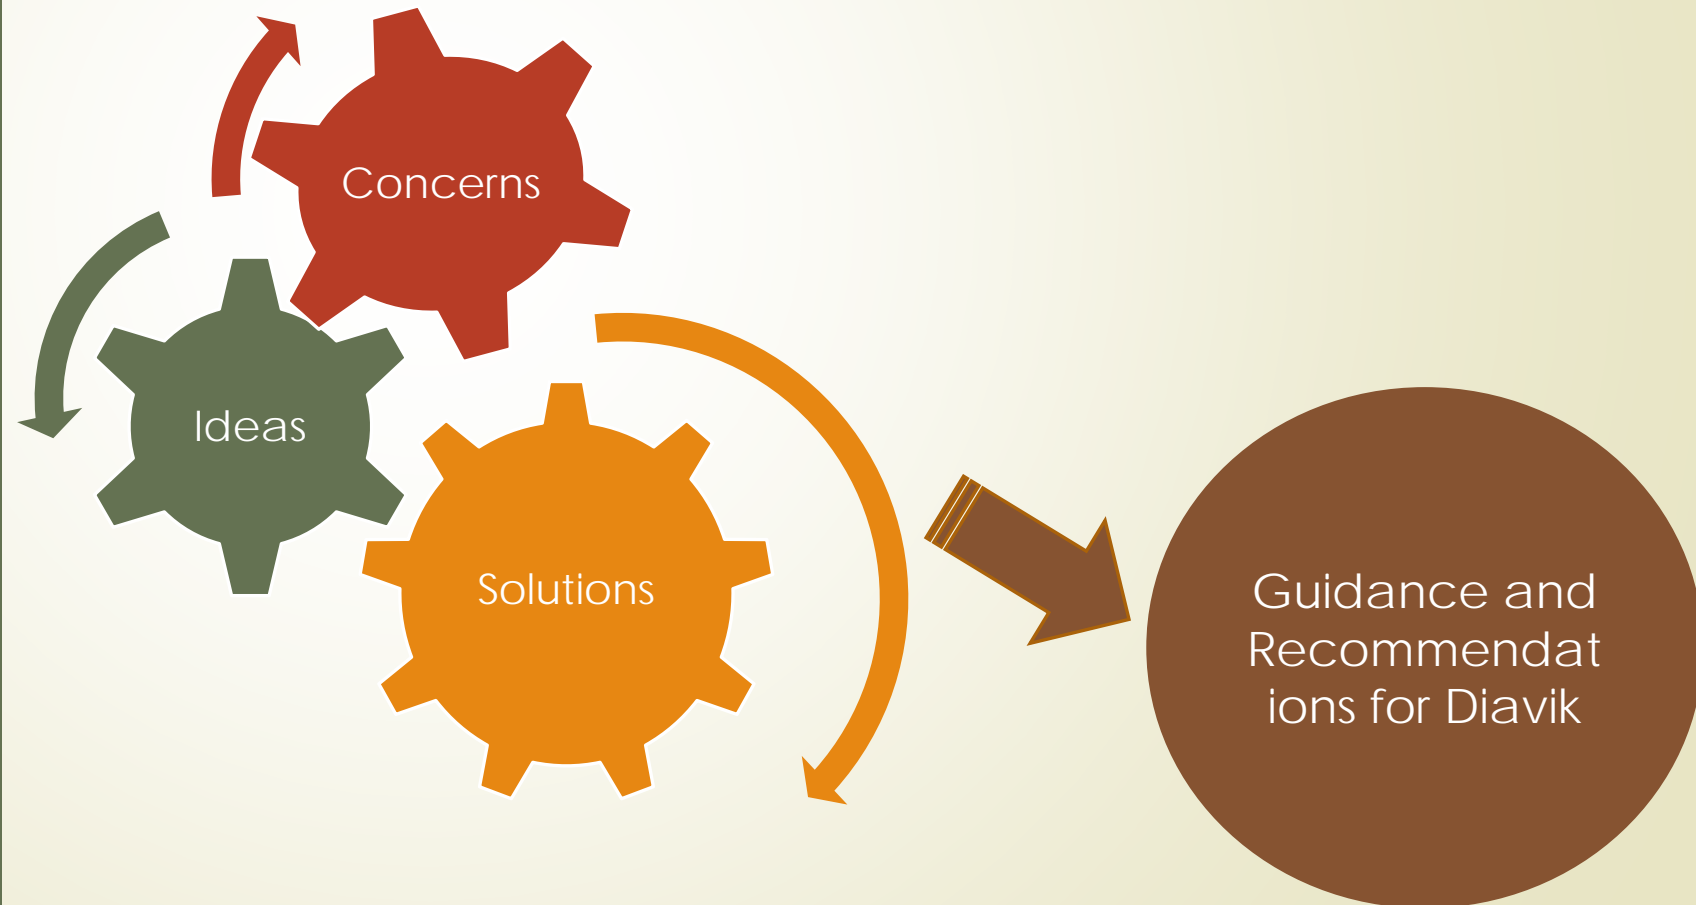 Concerns
Ideas
Solutions
Guidance and
Recommendat
ions for Diavik